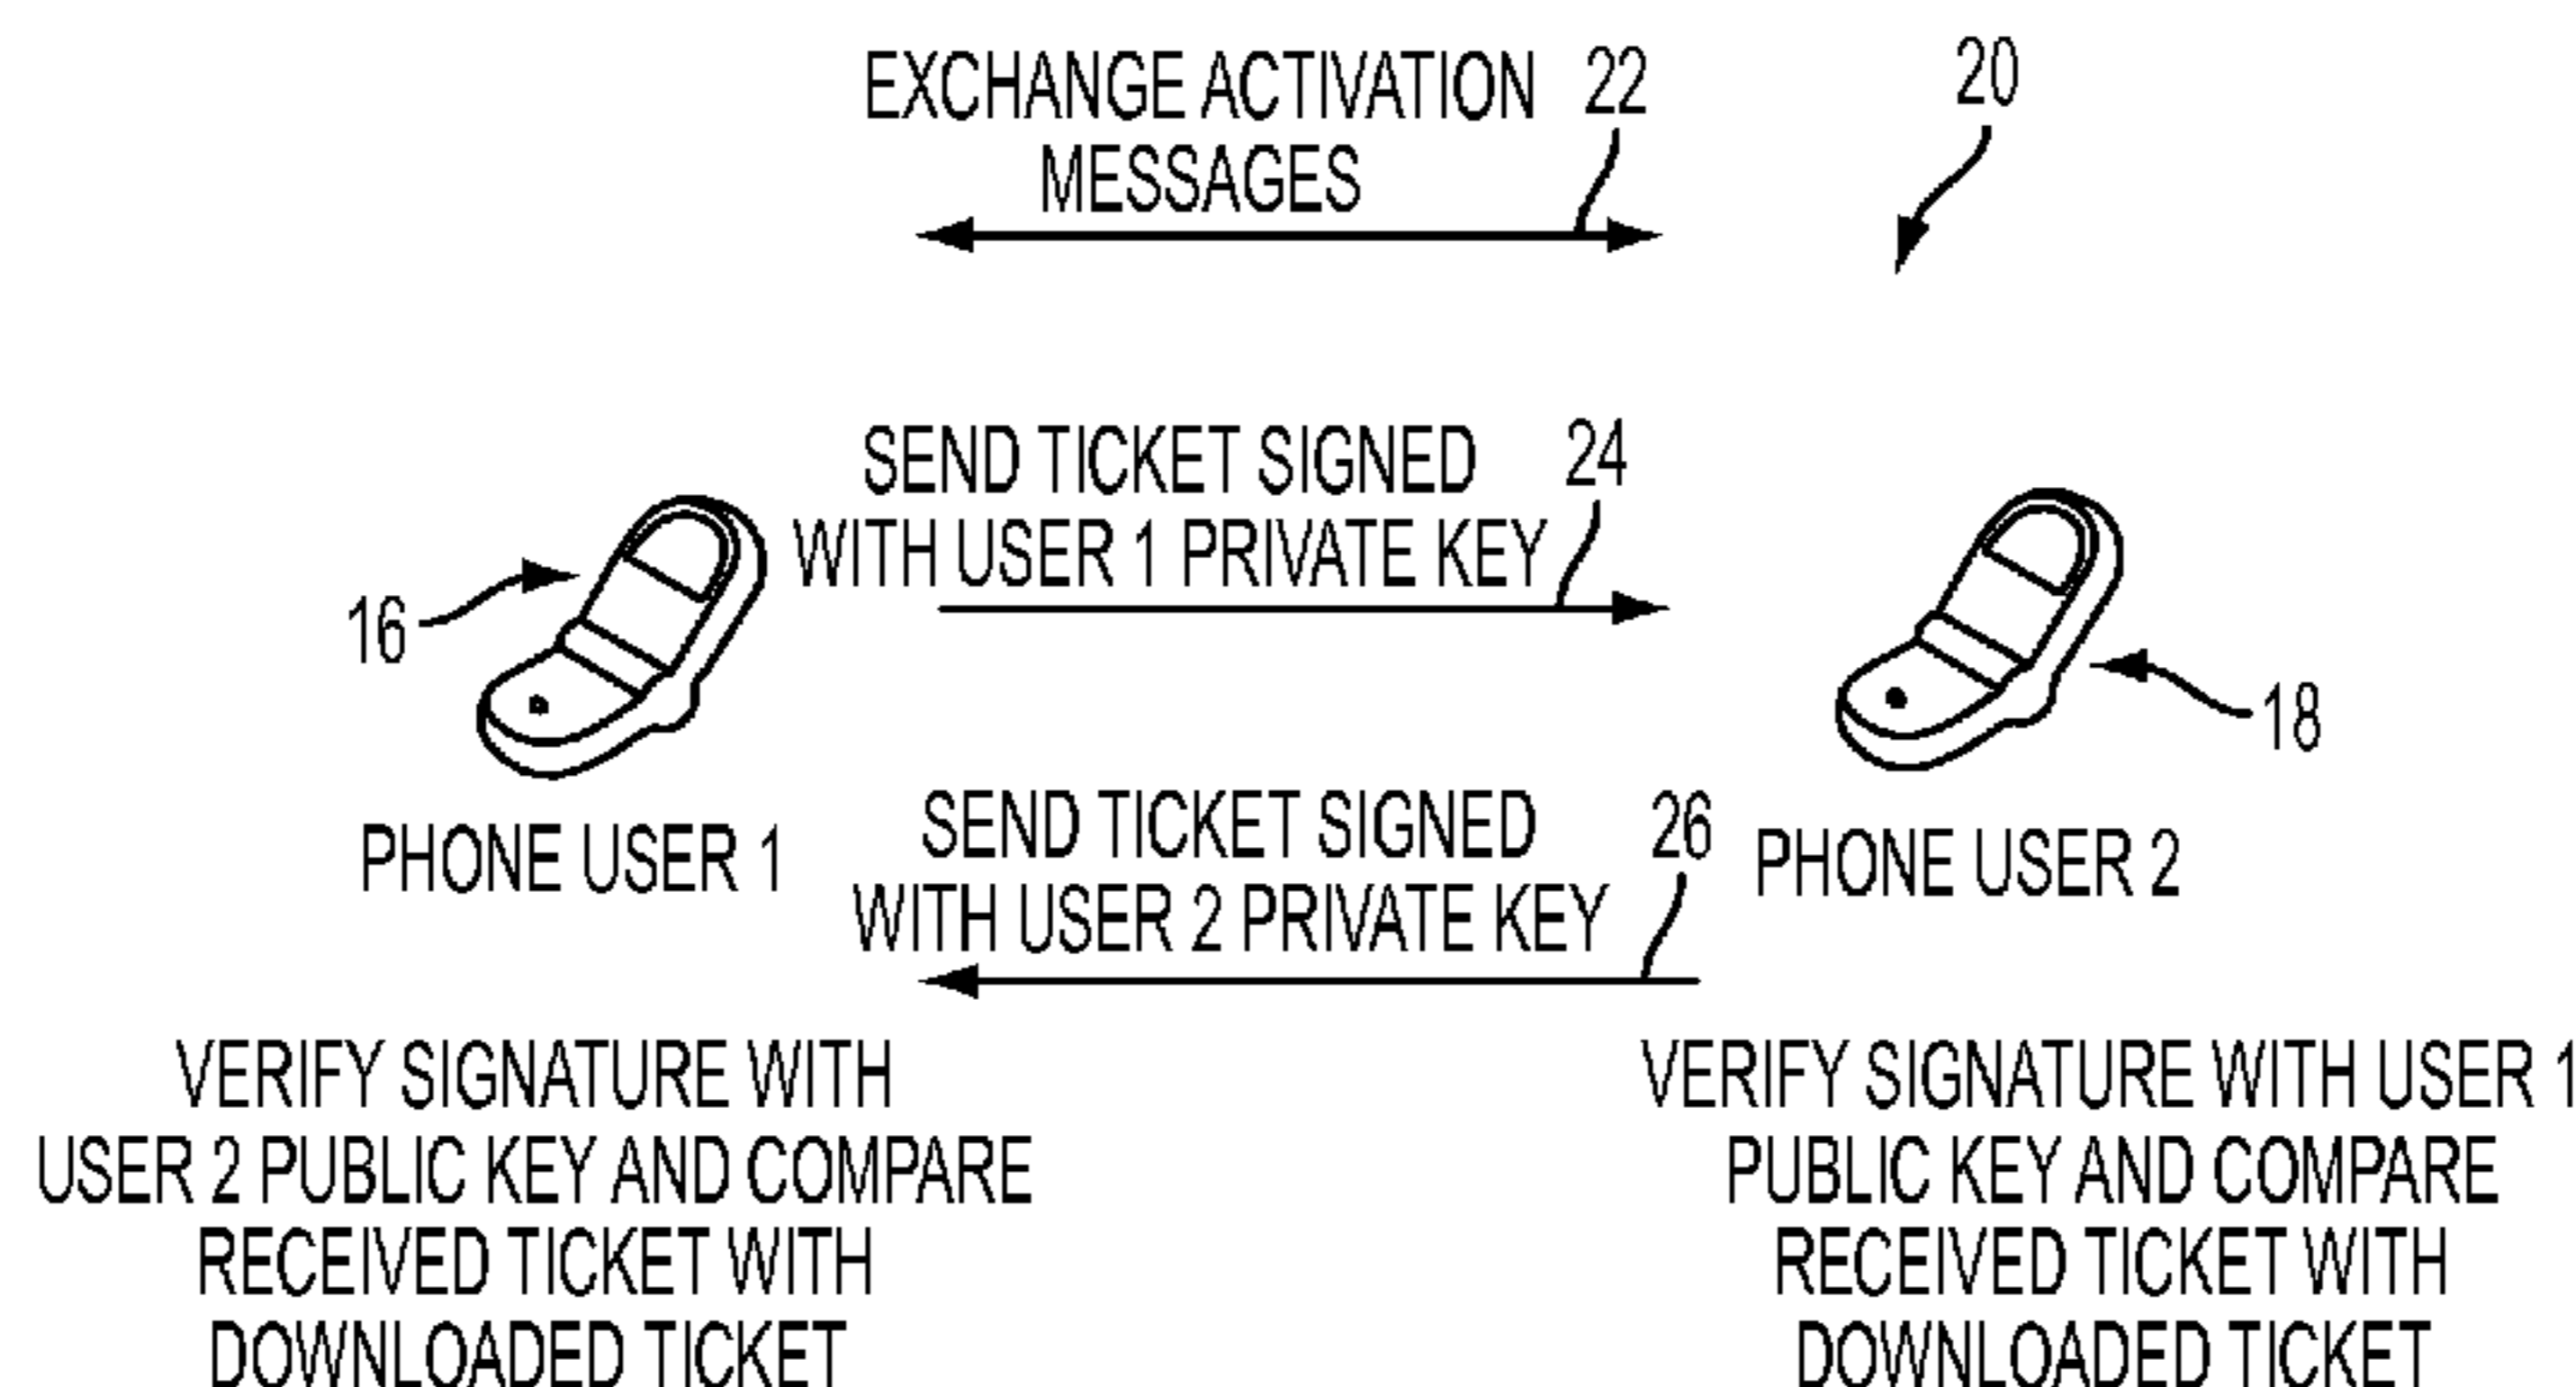 EXCHANGE ACTIVATION 22
MESSAGES
20
SEND TICKET SIGNED 24
WITH USER 1 PRIVATE KEY
16
18
PHONE USER 1
SEND TICKET SIGNED 26
WITH USER 2 PRIVATE KEY
PHONE USER 2
VERIFY SIGNATURE WITH
USER 2 PUBLIC KEY AND COMPARE
RECEIVED TICKET WITH
DOWNLOADED TICKET
VERIFY SIGNATURE WITH USER 1
PUBLIC KEY AND COMPARE
RECEIVED TICKET WITH
DOWNLOADED TICKET